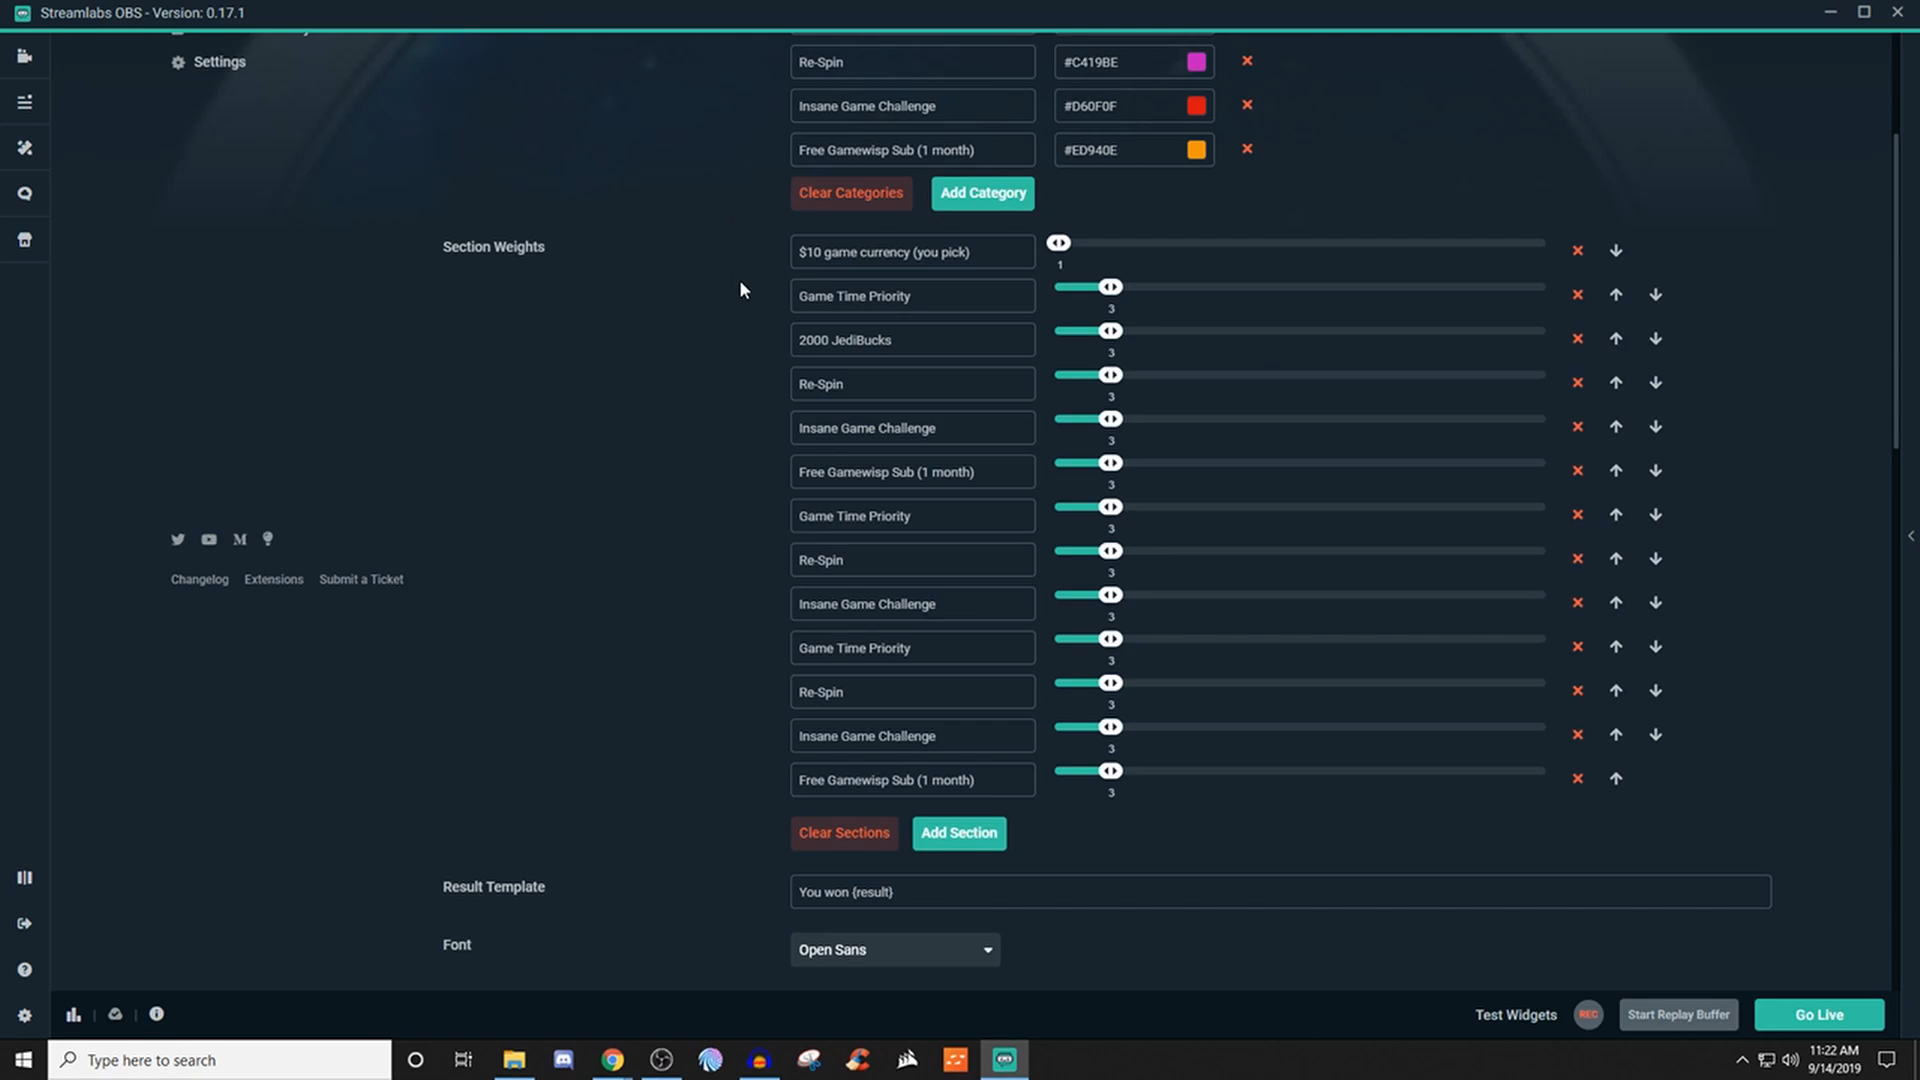 Streamlabs OBS - Version: 0.17.1
Settings
Re-Spin #C419BE
Insane Game Challenge #D60F0F
Free Gamewisp Sub (1 month) #ED940E
Clear Categories Add Category
Section Weights
$10 game currency (you pick)
1
Game Time Priority
3
2000 JediBucks
3
Re-Spin
3
Insane Game Challenge
3
Free Gamewisp Sub (1 month)
3
Game Time Priority
3
Re-Spin
3
Insane Game Challenge
3
Game Time Priority
3
Re-Spin
3
Insane Game Challenge
3
Free Gamewisp Sub (1 month)
3
Changelog Extensions Submit a Ticket
Clear Sections Add Section
Result Template You won {result}
Font Open Sans
Test Widgets REC Start Replay Buffer Go Live
Type here to search
11:22 AM
9/14/2019